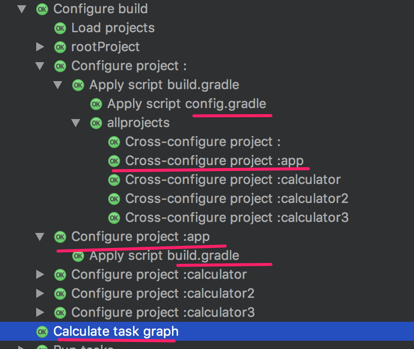 Configure build
Load projects
rootProject
Configure project :
Apply script build.gradle
Apply script config.gradle
allprojects
Cross-configure project :
Cross-configure project :app
Cross-configure project :calculator
Cross-configure project :calculator2
Cross-configure project :calculator3
Configure project :app
Apply script build.gradle
Configure project :calculator
Configure project :calculator2
Configure project :calculator3
Calculate task graph
Run tasks